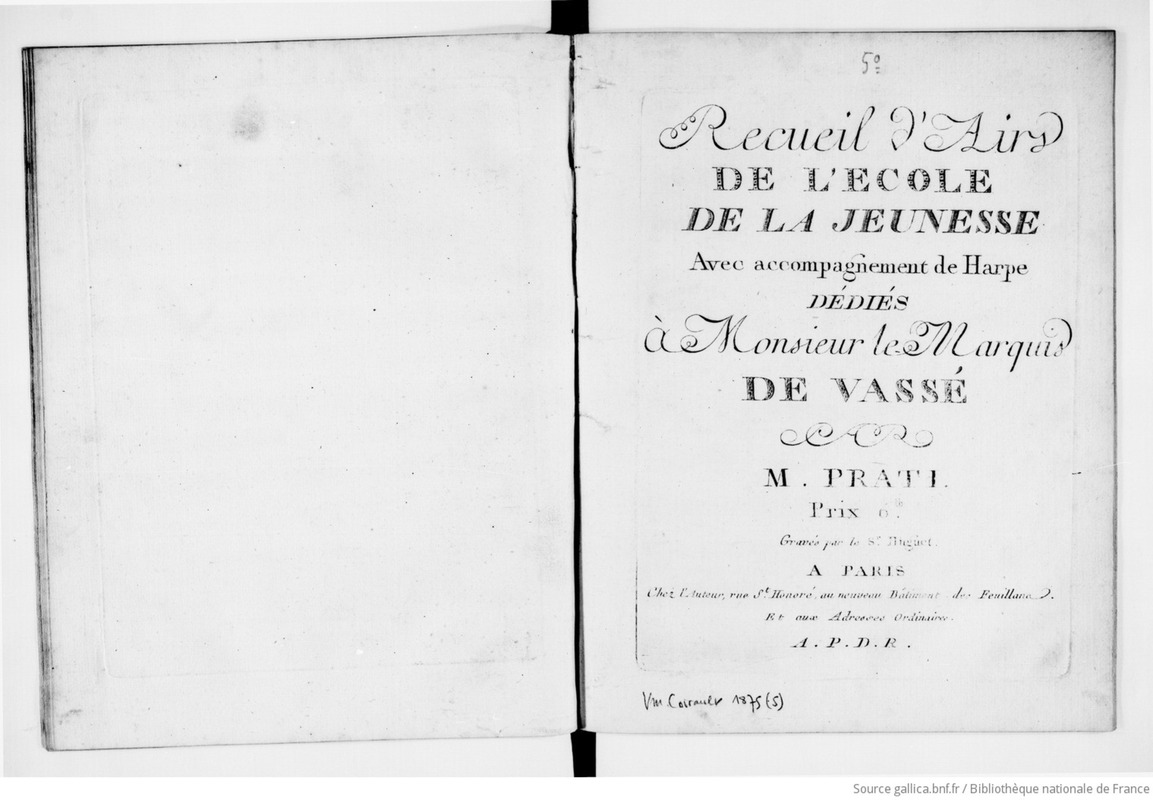 5º
Recueil d'Airs
DE L'ECOLE
DE LA JEUNESSE
Avec accompagnement de Harpe
DÉDIÉS
à Monsieur le Marquis
DE VASSÉ
PAR
M. PRATI.
Prix 6.
Gravés par le Sr. Huguet.
A PARIS
Chez l'Auteur, rue St. Honoré, au nouveau Bâtiment des Feuillans.
Et aux Adresses Ordinaires.
A. P. D. R.
Vm. Coirault 1875 (5)
Source gallica.bnf.fr / Bibliothèque nationale de France